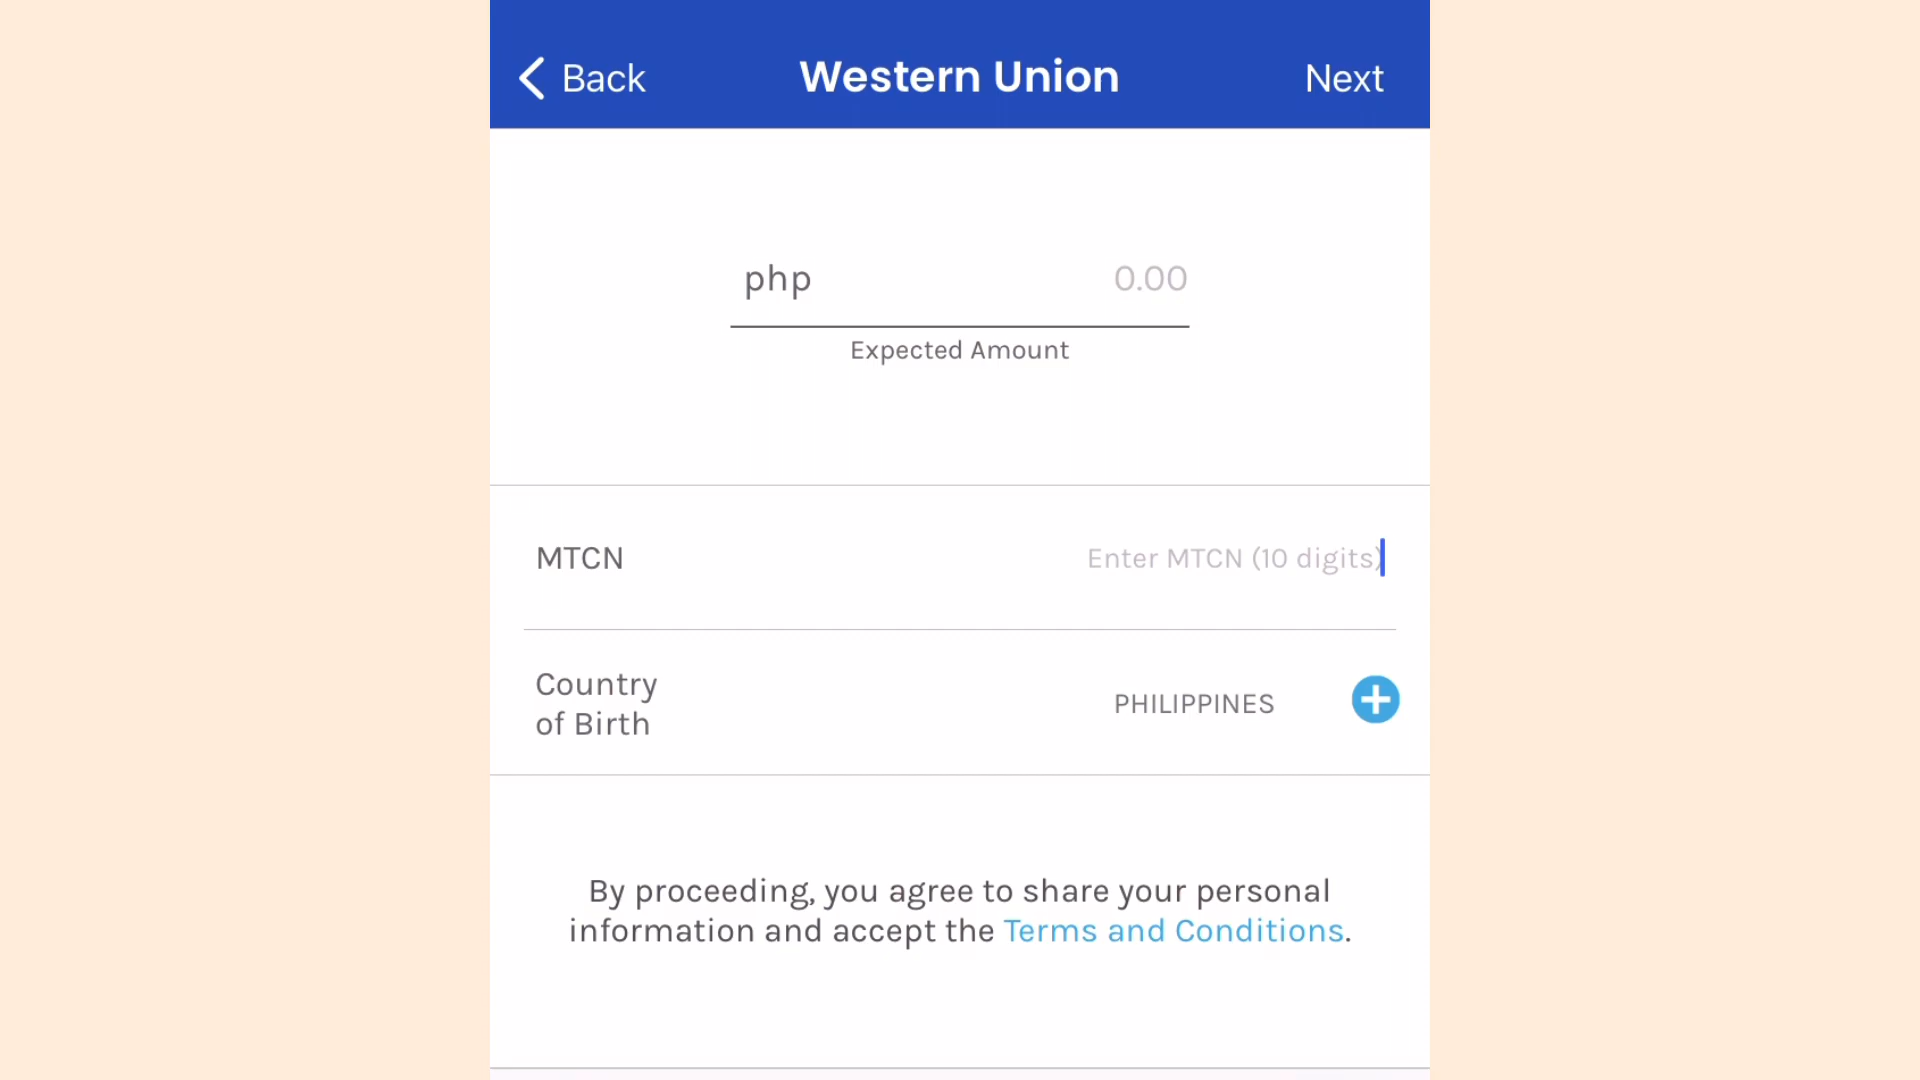 Back
Western Union
Next
php
0.00
Expected Amount
MTCN
Enter MTCN (10 digits)
Country
of Birth
PHILIPPINES
By proceeding, you agree to share your personal
information and accept the Terms and Conditions.